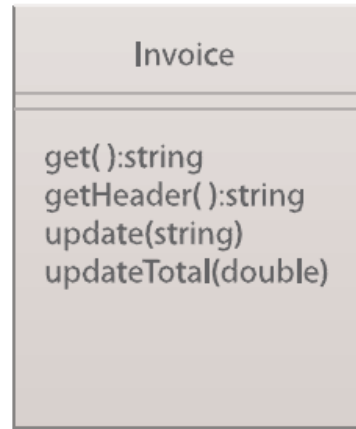 Invoice
get( ):string
getHeader( ):string
update(string)
updateTotal(double)